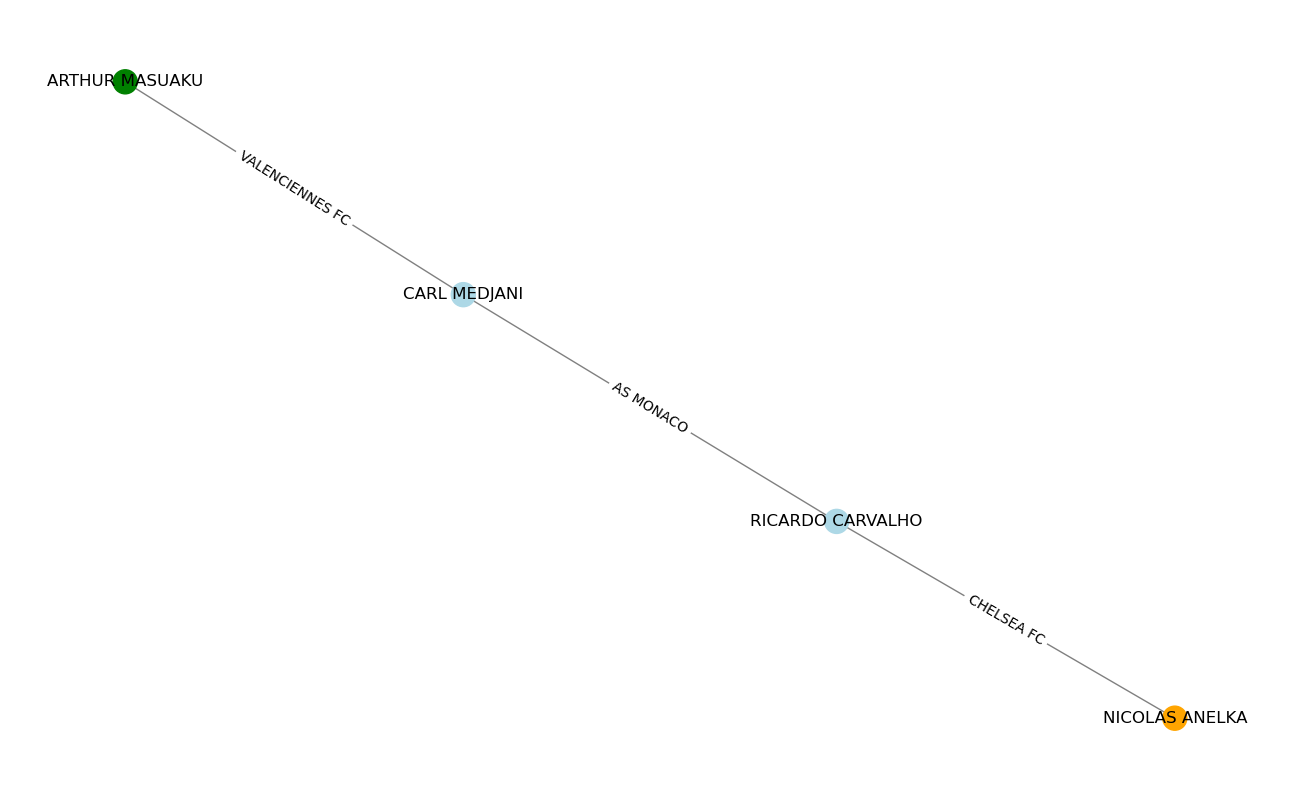 ARTHUR MASUAKU
VALENCIENNES FC
CARL MEDJANI
AS MONACO
RICARDO CARVALHO
CHELSEA FC
NICOLAS ANELKA